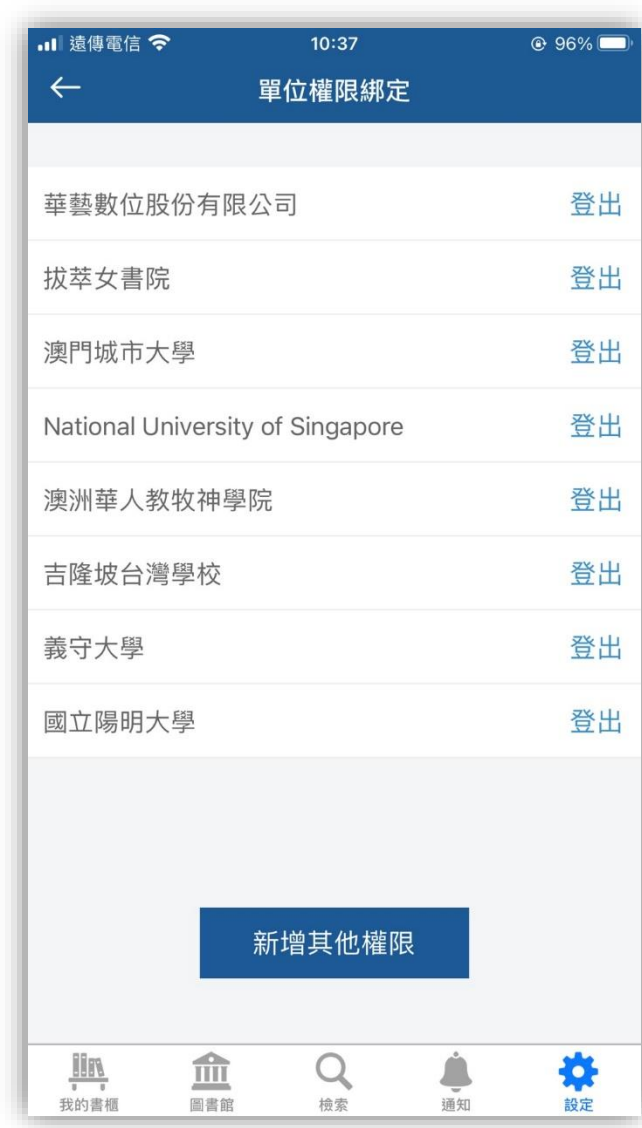 遠傳電信 10:37 96%
單位權限綁定
華藝數位股份有限公司 登出
拔萃女書院 登出
澳門城市大學 登出
National University of Singapore 登出
澳洲華人教牧神學院 登出
吉隆坡台灣學校 登出
義守大學 登出
國立陽明大學 登出
新增其他權限
我的書櫃 圖書館 檢索 通知 設定